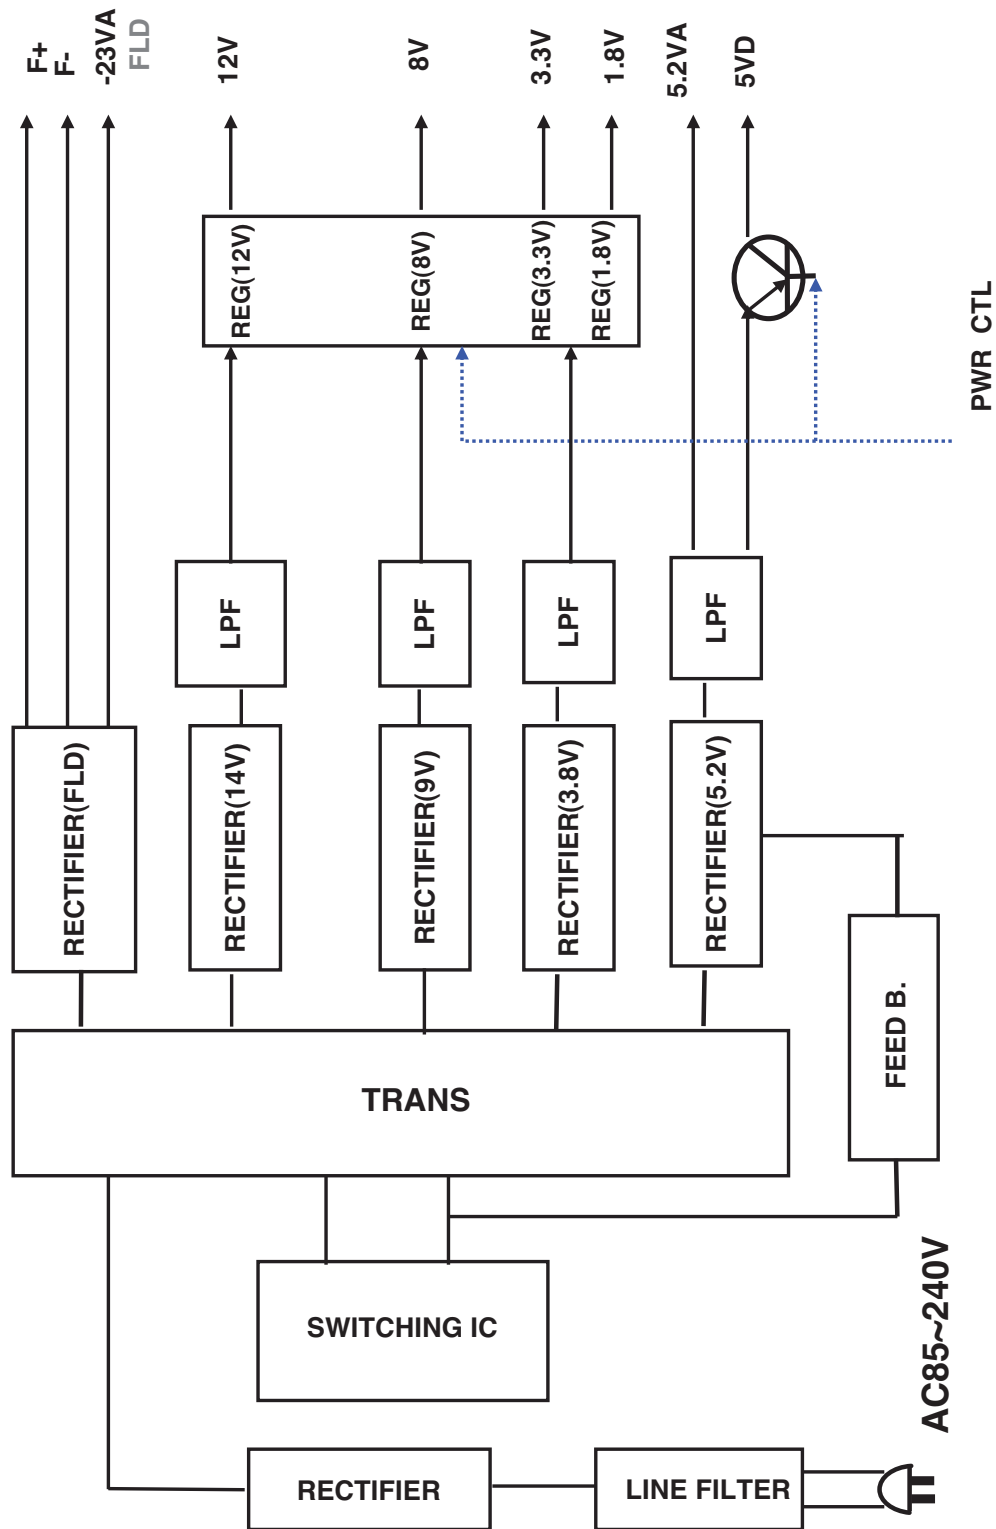 F+
F-
-23VA
FLD
12V
8V
3.3V
1.8V
5.2VA
5VD
REG(12V)
REG(8V)
REG(3.3V)
REG(1.8V)
PWR CTL
LPF
LPF
LPF
LPF
RECTIFIER(FLD)
RECTIFIER(14V)
RECTIFIER(9V)
RECTIFIER(3.8V)
RECTIFIER(5.2V)
FEED B.
TRANS
SWITCHING IC
AC85~240V
RECTIFIER
LINE FILTER